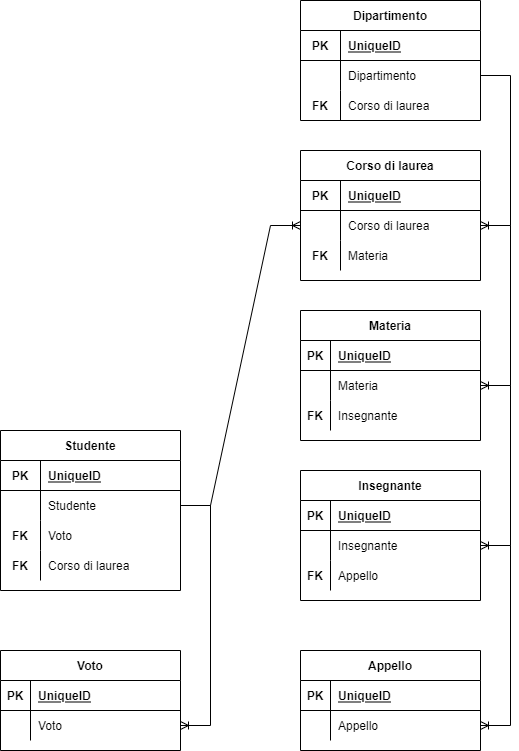 Dipartimento
PK UniqueID
Dipartimento
FK Corso di laurea
Corso di laurea
PK UniqueID
Corso di laurea
FK Materia
Materia
PK UniqueID
Materia
FK Insegnante
Studente
PK UniqueID
Studente
FK Voto
FK Corso di laurea
Insegnante
PK UniqueID
Insegnante
FK Appello
Voto
PK UniqueID
Voto
Appello
PK UniqueID
Appello